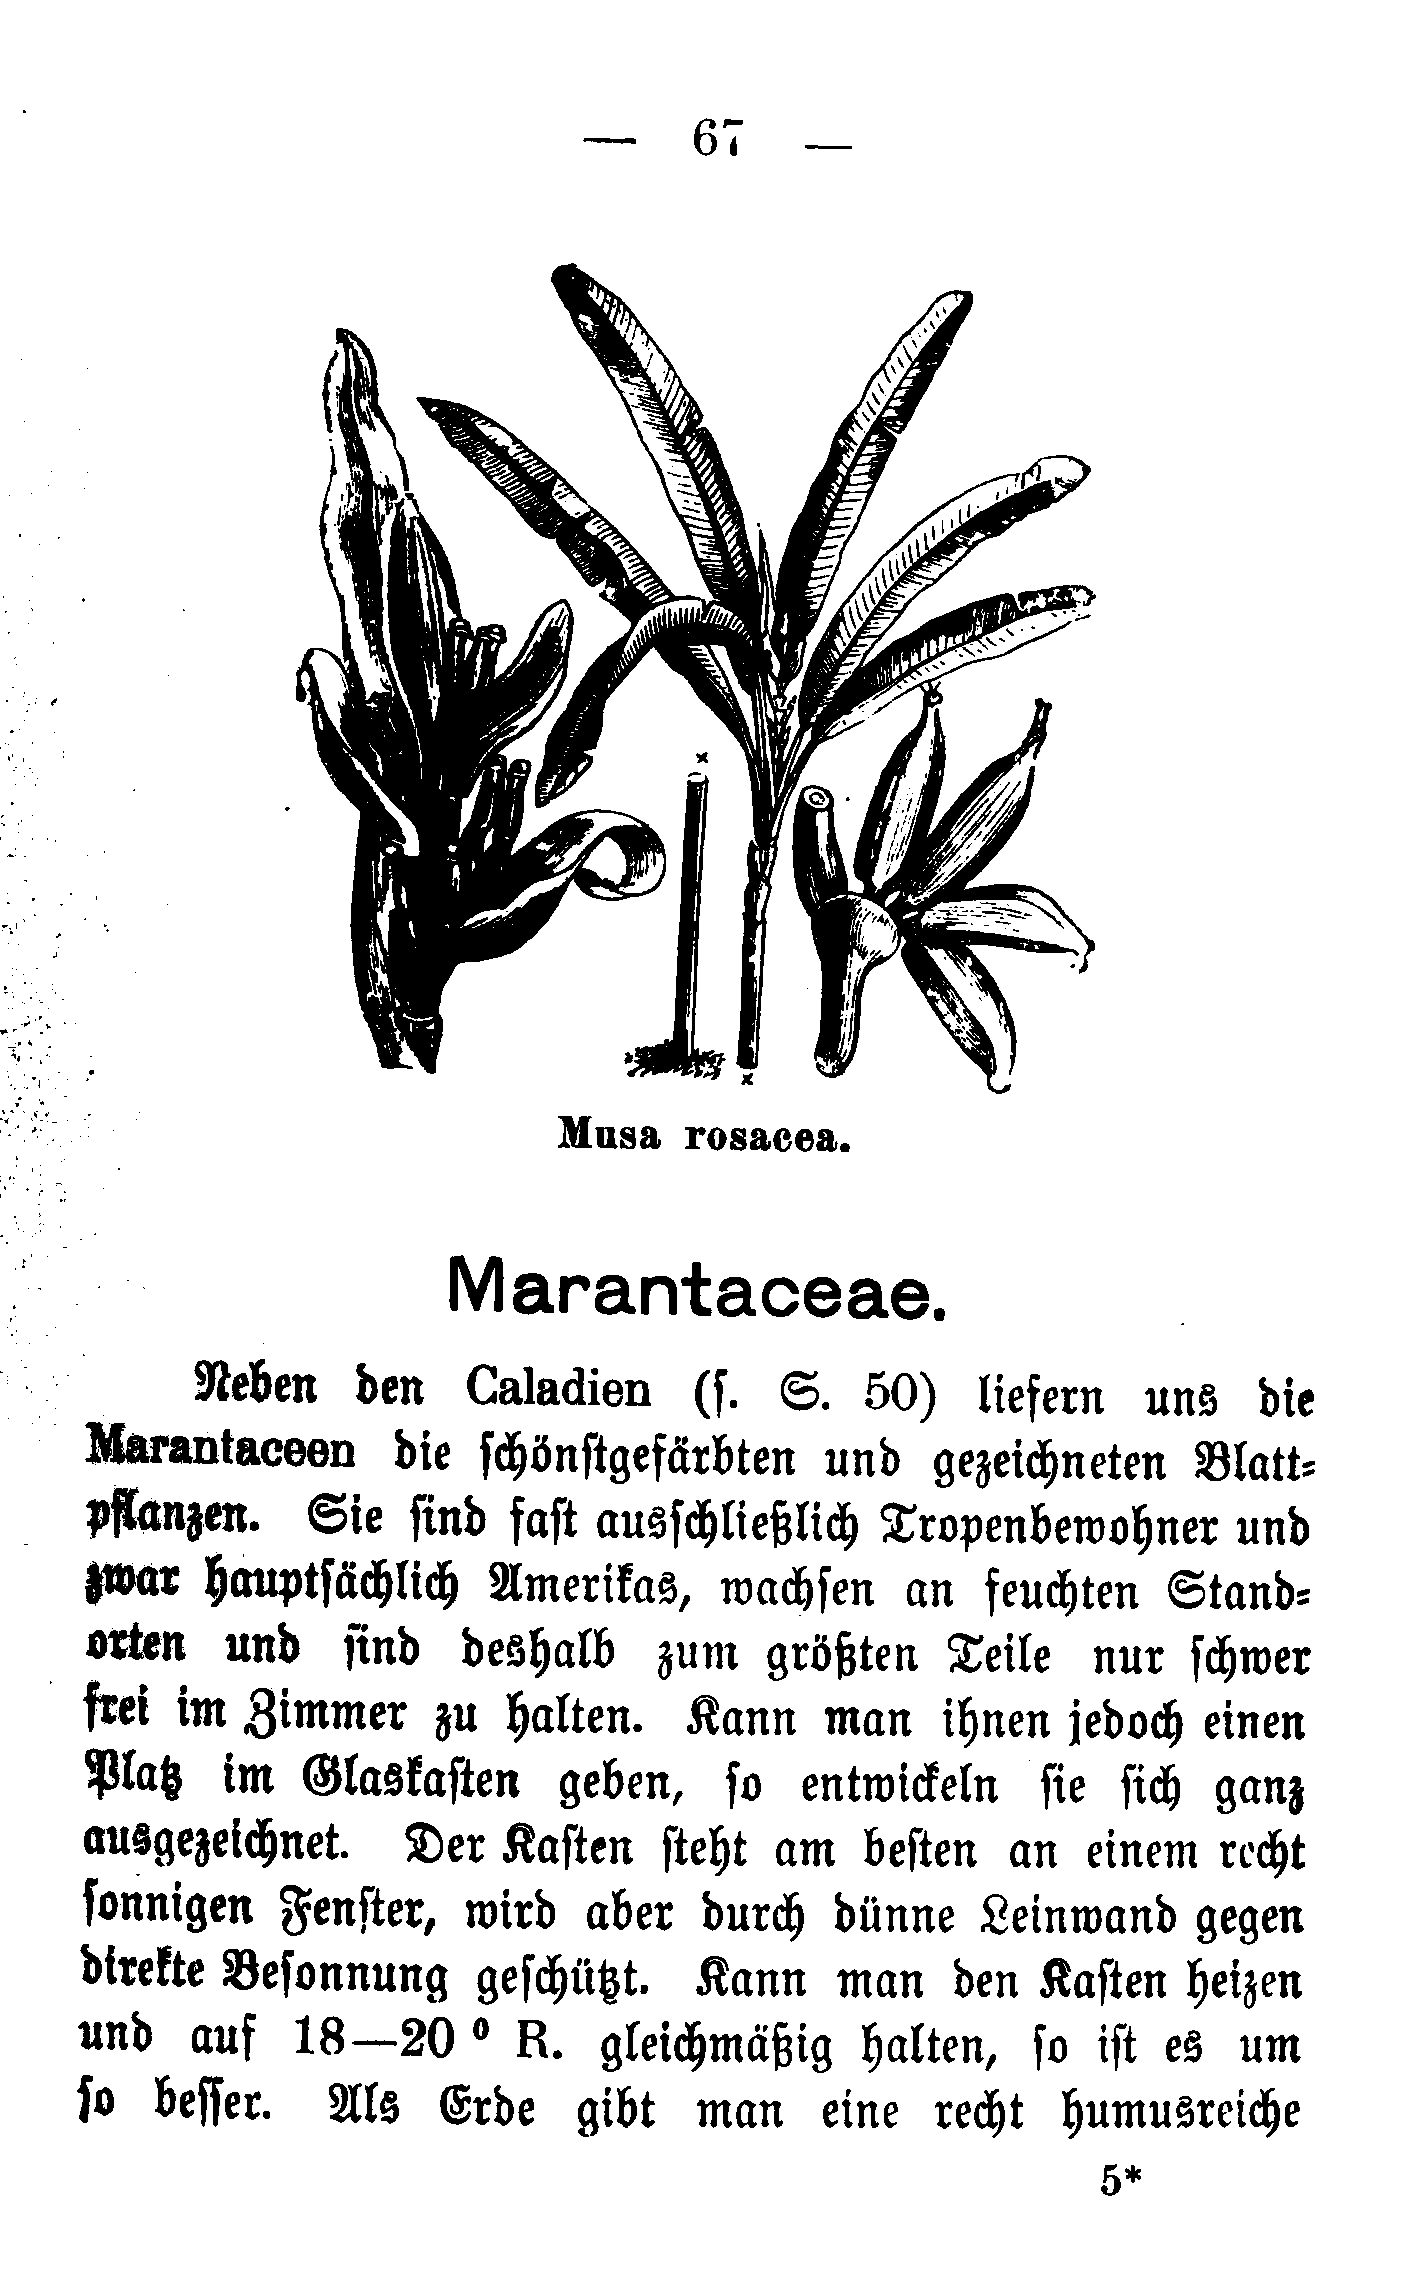 — 67 —
Musa rosacea.
Marantaceae.
Neben den Caladien (ſ. S. 50) liefern uns die
Marantaceen die ſchönſtgefärbten und gezeichneten Blatt⸗
pflanzen. Sie ſind faſt ausſchließlich Tropenbewohner und
zwar hauptſächlich Amerikas, wachſen an feuchten Stand⸗
orten und ſind deshalb zum größten Teile nur ſchwer
frei im Zimmer zu halten. Kann man ihnen jedoch einen
Platz im Glaskaſten geben, ſo entwickeln ſie ſich ganz
ausgezeichnet. Der Kaſten ſteht am beſten an einem recht
ſonnigen Fenſter, wird aber durch dünne Leinwand gegen
direkte Beſonnung geſchützt. Kann man den Kaſten heizen
und auf 18—20 ⁰ R. gleichmäßig halten, ſo iſt es um
ſo beſſer. Als Erde gibt man eine recht humusreiche
5*